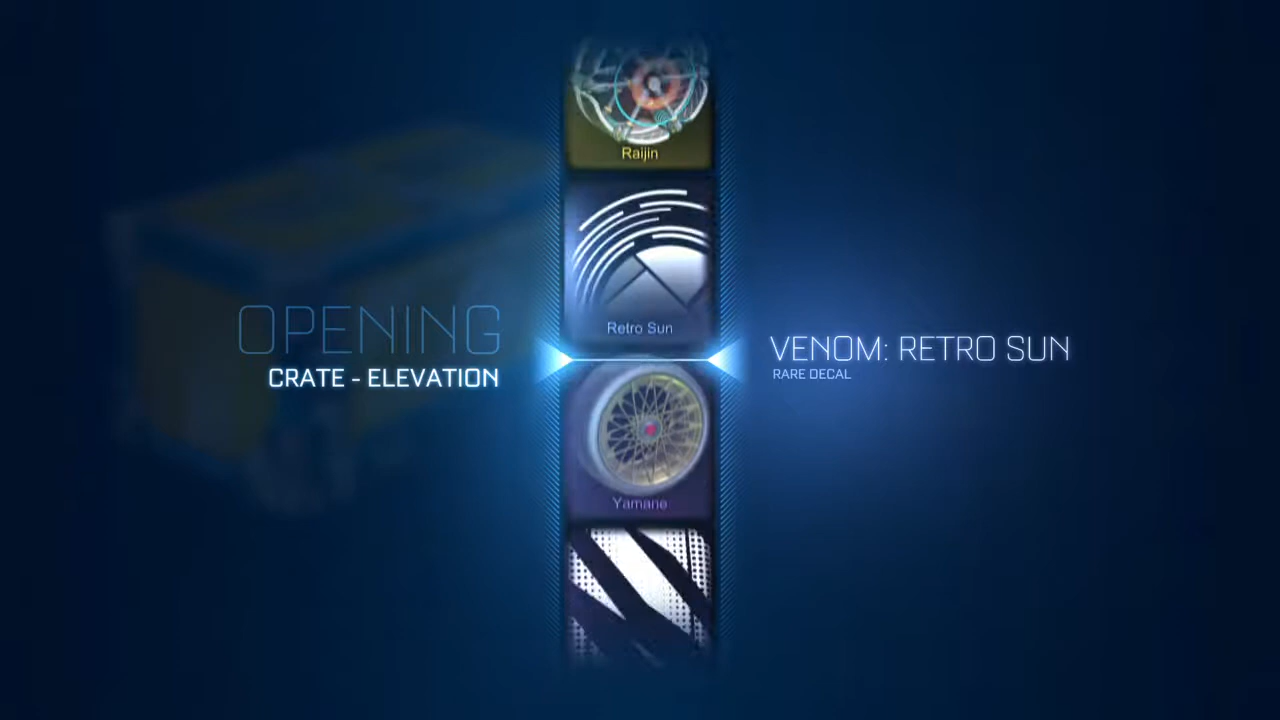 Raijin
Retro Sun
OPENING
CRATE - ELEVATION
VENOM: RETRO SUN
RARE DECAL
Yamane